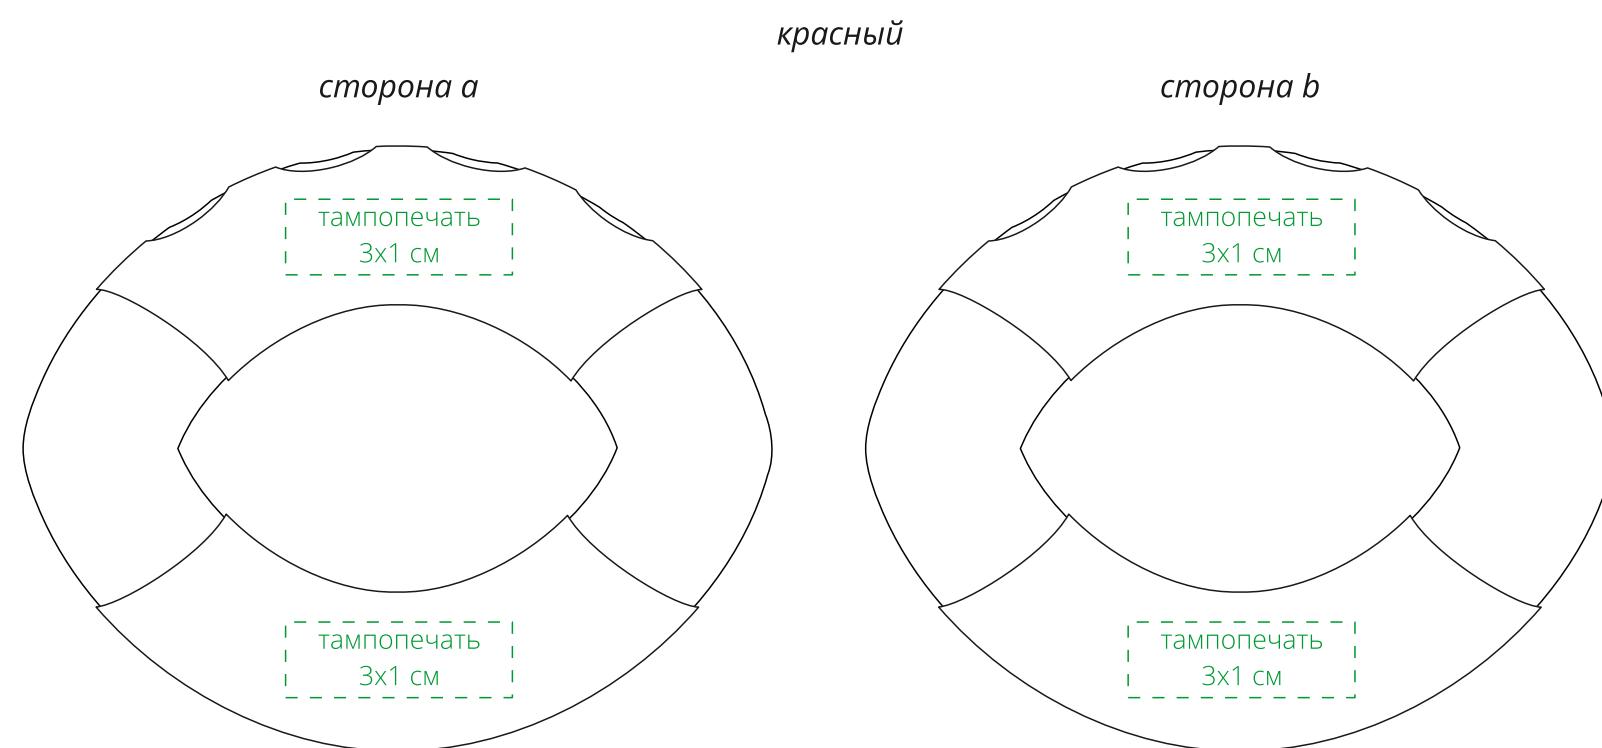 красный
сторона a
сторона b
тампопечать
3х1 см
тампопечать
3х1 см
тампопечать
3х1 см
тампопечать
3х1 см